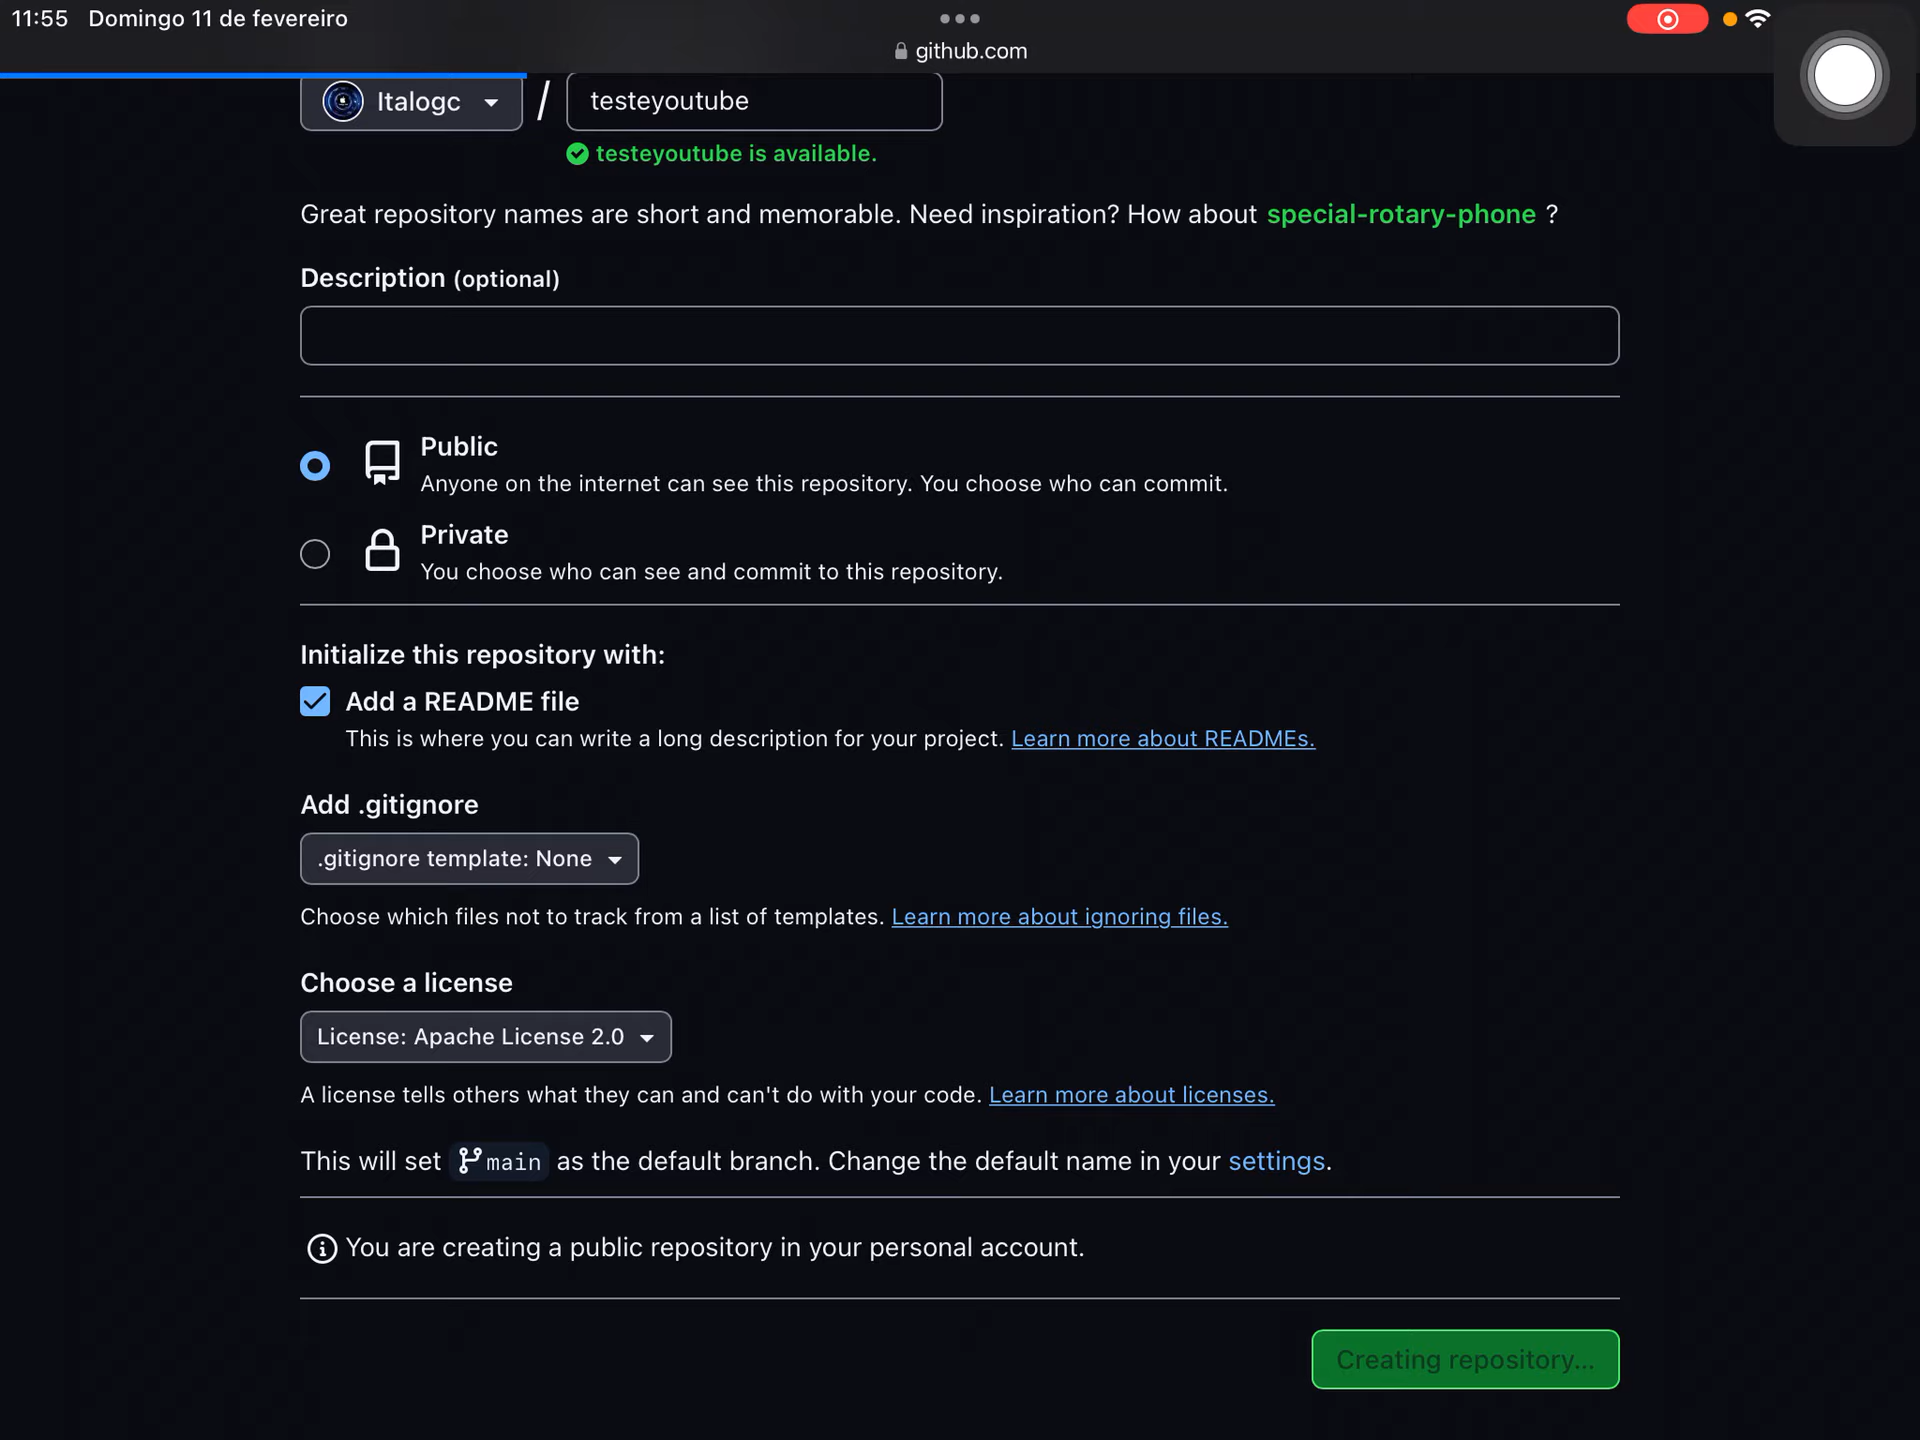 11:55 Domingo 11 de fevereiro
github.com
Italogc / testeyoutube
testeyoutube is available.
Great repository names are short and memorable. Need inspiration? How about special-rotary-phone ?
Description (optional)
Public
Anyone on the internet can see this repository. You choose who can commit.
Private
You choose who can see and commit to this repository.
Initialize this repository with:
Add a README file
This is where you can write a long description for your project. Learn more about READMEs.
Add .gitignore
.gitignore template: None
Choose which files not to track from a list of templates. Learn more about ignoring files.
Choose a license
License: Apache License 2.0
A license tells others what they can and can't do with your code. Learn more about licenses.
This will set main as the default branch. Change the default name in your settings.
You are creating a public repository in your personal account.
Creating repository...